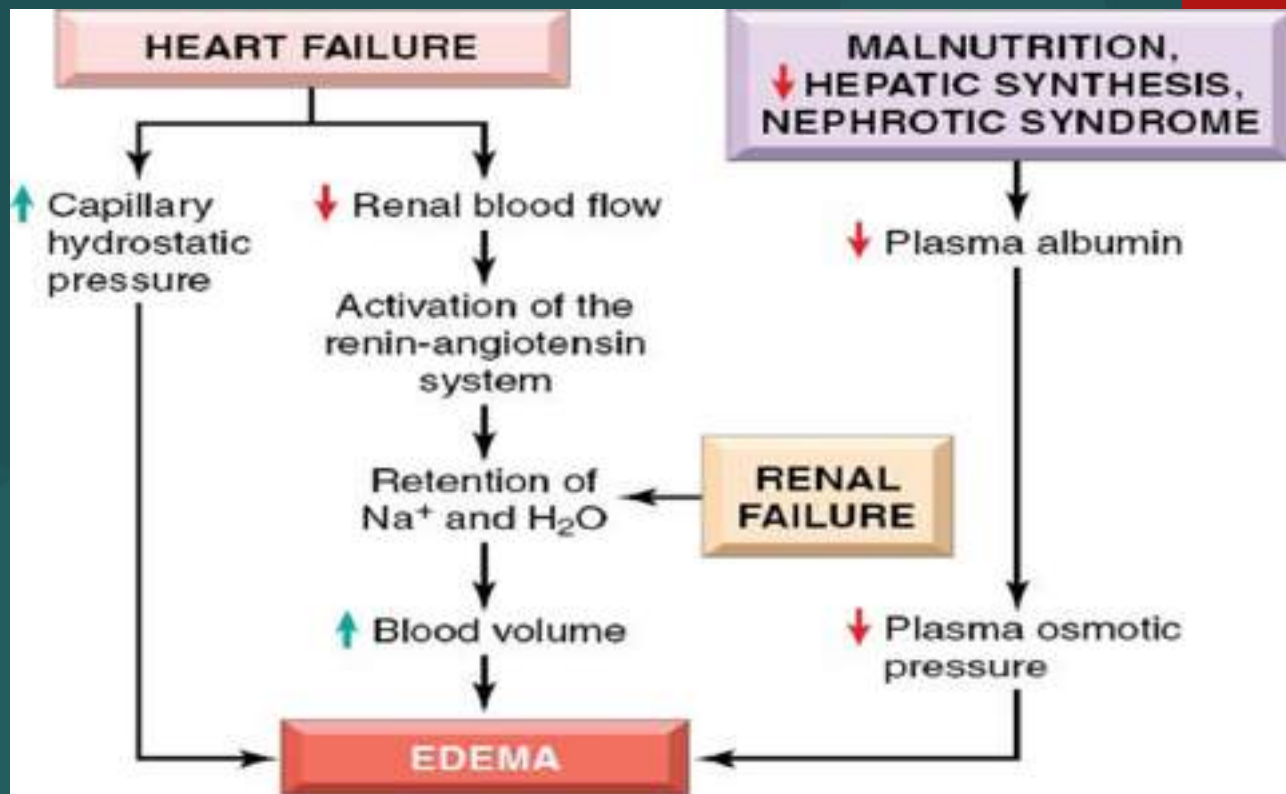 HEART FAILURE
↑ Capillary
hydrostatic
pressure
↓ Renal blood flow
Activation of the
renin-angiotensin
system
Retention of
Na⁺ and H₂O
↑ Blood volume
RENAL
FAILURE
MALNUTRITION,
↓ HEPATIC SYNTHESIS,
NEPHROTIC SYNDROME
↓ Plasma albumin
↓ Plasma osmotic
pressure
EDEMA